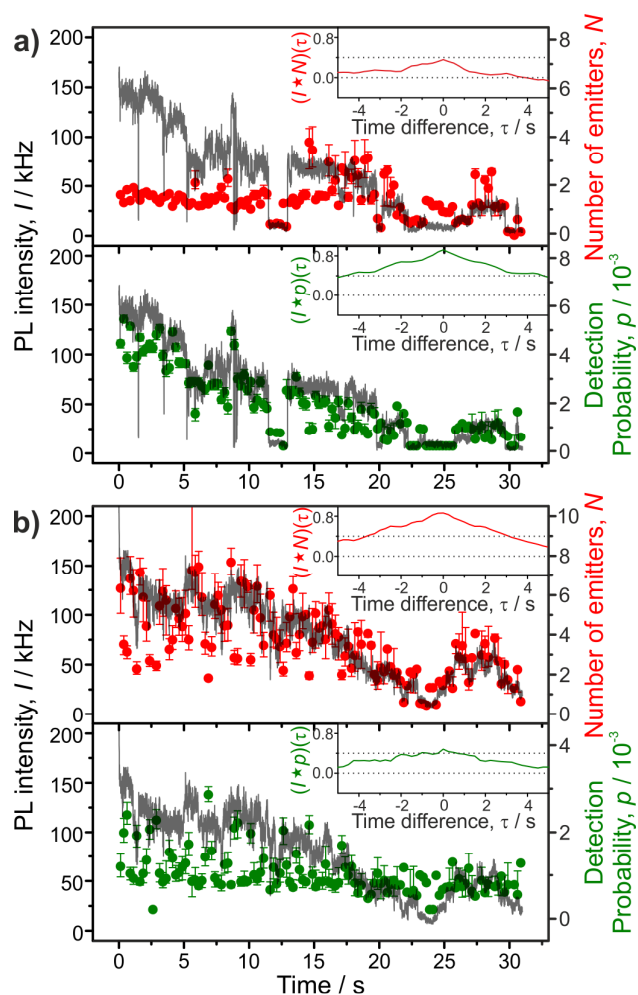 a)
200
150
100
50
0
PL intensity, I / kHz
0.8
0.0
(I⋆N)(τ)
-4 -2 0 2 4
Time difference, τ / s
8
6
4
2
0
Number of emitters, N
200
150
100
50
0
0.8
0.0
(I⋆p)(τ)
-4 -2 0 2 4
Time difference, τ / s
8
6
4
2
0
Detection
Probability, p / 10⁻³
0 5 10 15 20 25 30
b)
200
150
100
50
0
PL intensity, I / kHz
0.8
0.0
(I⋆N)(τ)
-4 -2 0 2 4
Time difference, τ / s
10
8
6
4
2
0
Number of emitters, N
200
150
100
50
0
0.8
0.0
(I⋆p)(τ)
-4 -2 0 2 4
Time difference, τ / s
4
2
0
Detection
Probability, p / 10⁻³
0 5 10 15 20 25 30
Time / s